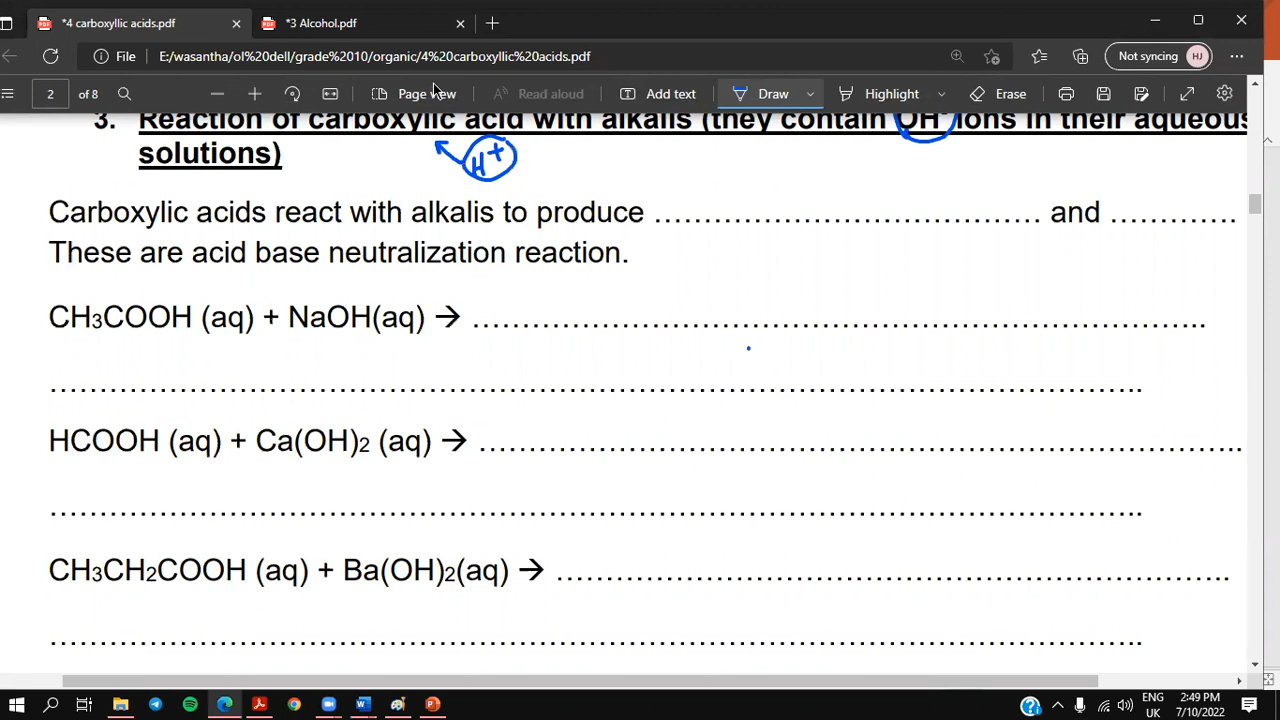 *4 carboxyllic acids.pdf
*3 Alcohol.pdf
File
E:/wasantha/ol%20dell/grade%2010/organic/4%20carboxyllic%20acids.pdf
Not syncing HJ
2 of 8
Page view
Read aloud
Add text
Draw
Highlight
Erase
3. Reaction of carboxylic acid with alkalis (they contain OH⁻ ions in their aqueous
solutions)
H⁺
Carboxylic acids react with alkalis to produce ………………………………… and ………….
These are acid base neutralization reaction.
CH3COOH (aq) + NaOH(aq) → ………………………………………………………………..
…………………………………………………………………………………………………..
HCOOH (aq) + Ca(OH)2 (aq) → …………………………………………………………………..
…………………………………………………………………………………………………..
CH3CH2COOH (aq) + Ba(OH)2(aq) → …………………………………………………………..
…………………………………………………………………………………………………..
ENG
UK
2:49 PM
7/10/2022